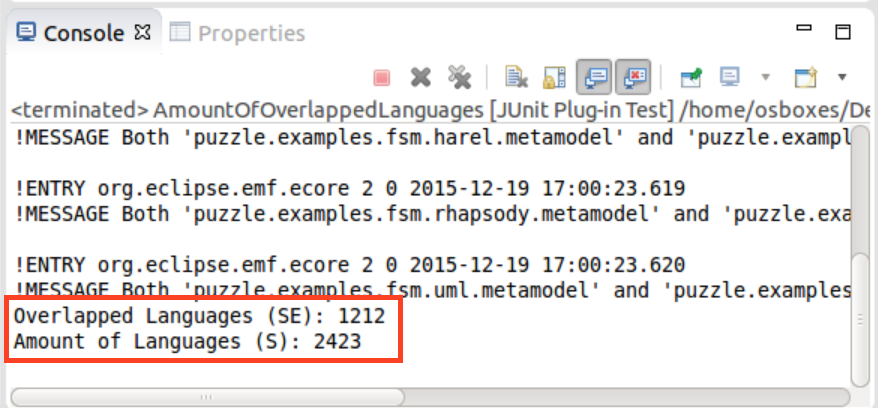 Console
Properties
<terminated> AmountOfOverlappedLanguages [JUnit Plug-in Test] /home/osboxes/De
!MESSAGE Both 'puzzle.examples.fsm.harel.metamodel' and 'puzzle.exampl
!ENTRY org.eclipse.emf.ecore 2 0 2015-12-19 17:00:23.619
!MESSAGE Both 'puzzle.examples.fsm.rhapsody.metamodel' and 'puzzle.exa
!ENTRY org.eclipse.emf.ecore 2 0 2015-12-19 17:00:23.620
!MESSAGE Both 'puzzle.examples.fsm.uml.metamodel' and 'puzzle.examples
Overlapped Languages (SE): 1212
Amount of Languages (S): 2423